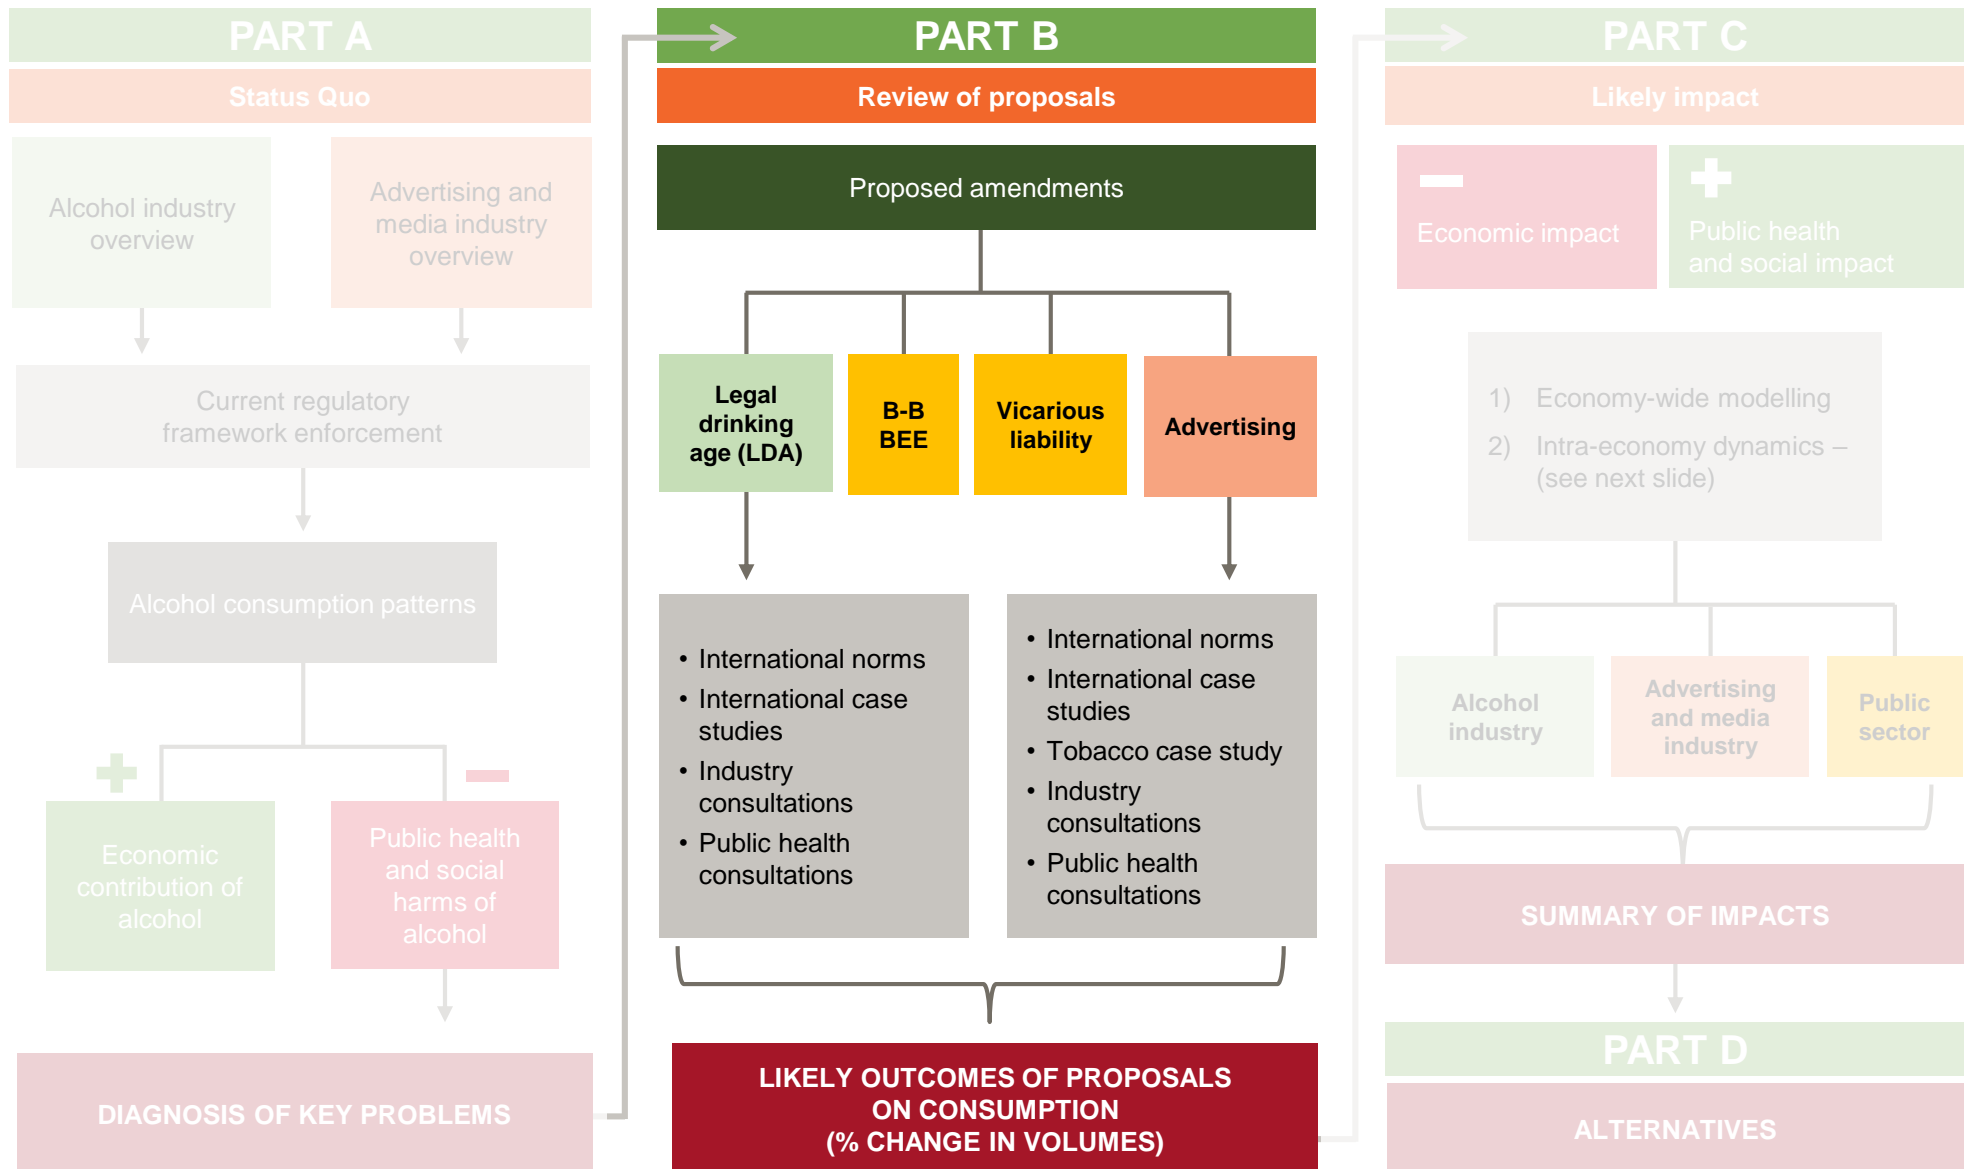 PART A
Status Quo
Alcohol industry
overview
Advertising and
media industry
overview
Current regulatory
framework enforcement
Alcohol consumption patterns
Economic
contribution of
alcohol
Public health
and social
harms of
alcohol
DIAGNOSIS OF KEY PROBLEMS
PART B
Review of proposals
Proposed amendments
Legal
drinking
age (LDA)
B-B
BEE
Vicarious
liability
Advertising
• International norms
• International case
studies
• Industry
consultations
• Public health
consultations
• International norms
• International case
studies
• Tobacco case study
• Industry
consultations
• Public health
consultations
LIKELY OUTCOMES OF PROPOSALS
ON CONSUMPTION
(% CHANGE IN VOLUMES)
PART C
Likely impact
Economic impact
Public health
and social impact
1) Economy-wide modelling
2) Intra-economy dynamics –
(see next slide)
Alcohol
industry
Advertising
and media
industry
Public
sector
SUMMARY OF IMPACTS
PART D
ALTERNATIVES